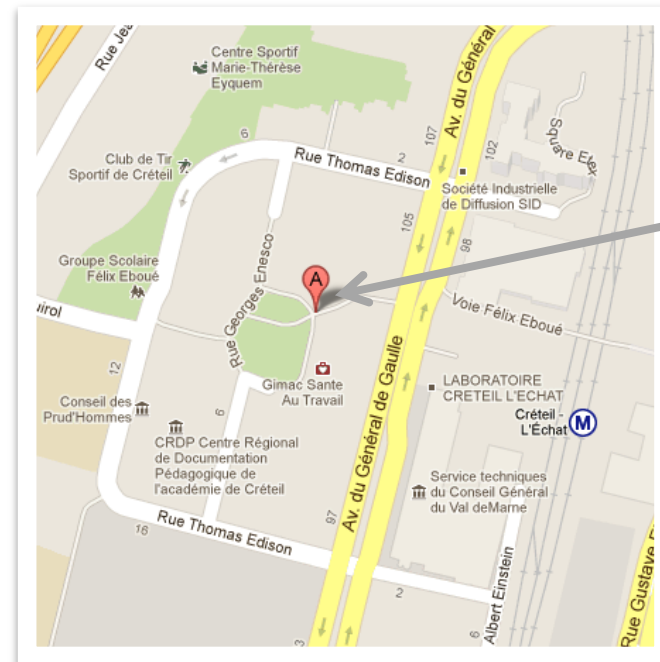 Rue Jea
Centre Sportif
Marie-Thérèse
Eyquem
Av. du Général
107
6
Rue Thomas Edison
2
102
Square Elex
Club de Tir
Sportif de Créteil
Société Industrielle
de Diffusion SID
105
98
Groupe Scolaire
Félix Eboué
Rue Georges Enesco
A
uirol
Voie Félix Eboué
12
Gimac Sante
Au Travail
Av. du Général de Gaulle
LABORATOIRE
CRETEIL L'ECHAT
Conseil des
Prud'Hommes
6
Créteil -
L'Échat
M
CRDP Centre Régional
de Documentation
Pédagogique de
l'académie de Créteil
Service techniques
du Conseil Général
du Val deMarne
97
16
Rue Thomas Edison
2
Albert Einstein
6
Rue Gustave
3